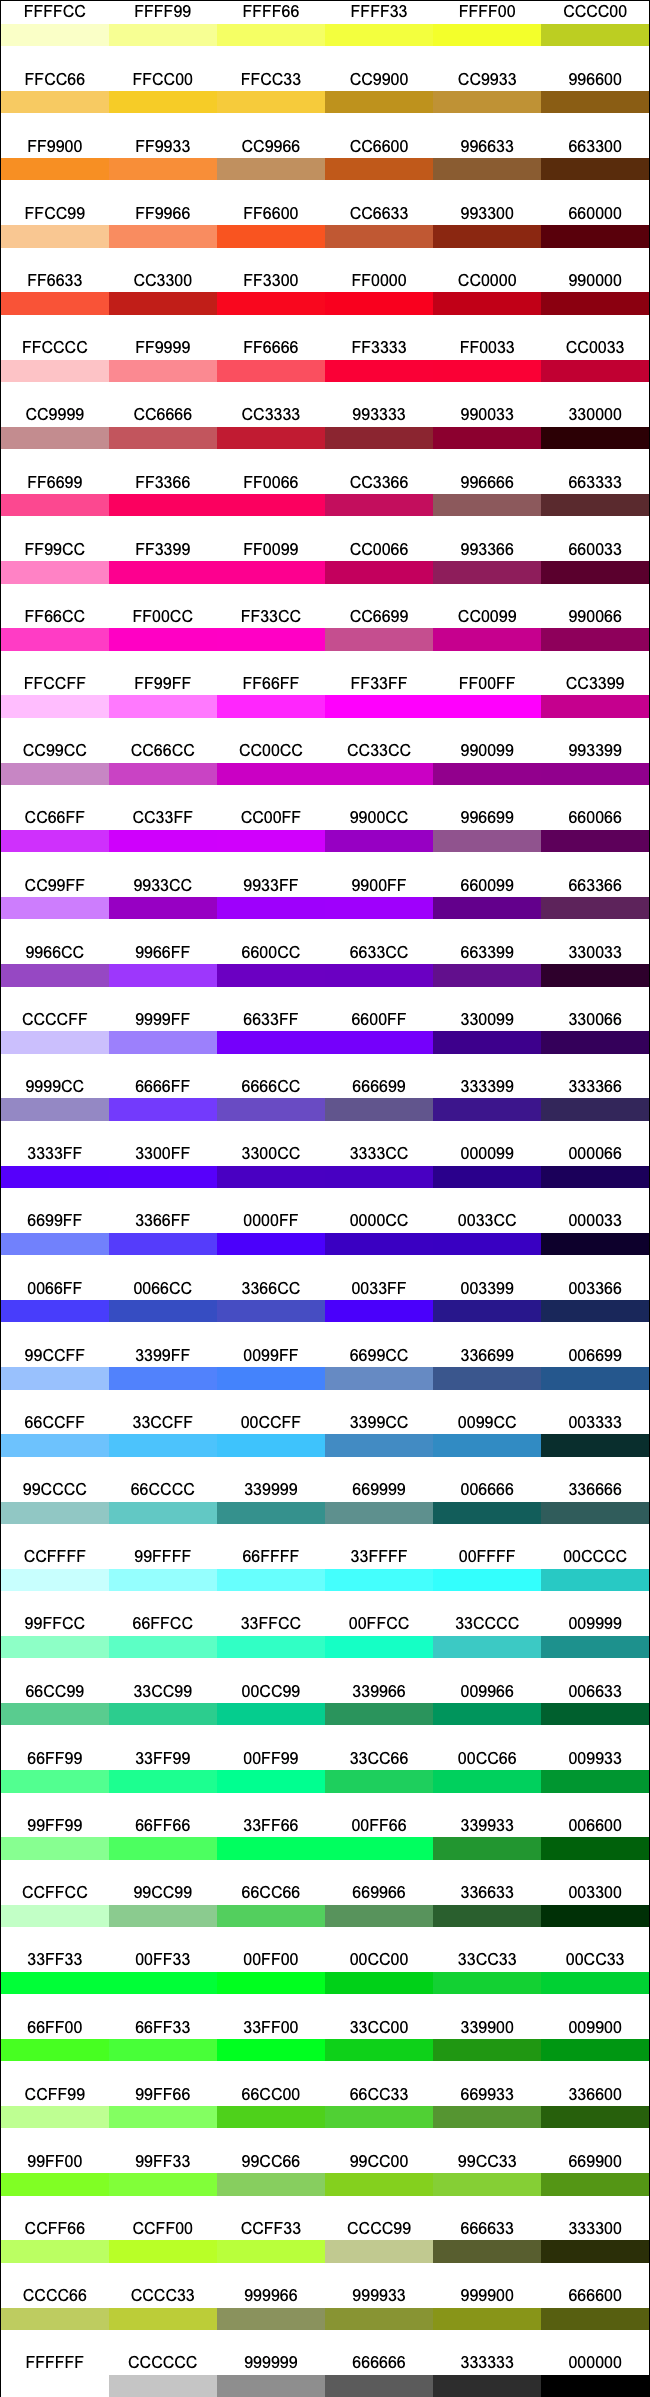 FFFFCC FFFF99 FFFF66 FFFF33 FFFF00 CCCC00
FFCC66 FFCC00 FFCC33 CC9900 CC9933 996600
FF9900 FF9933 CC9966 CC6600 996633 663300
FFCC99 FF9966 FF6600 CC6633 993300 660000
FF6633 CC3300 FF3300 FF0000 CC0000 990000
FFCCCC FF9999 FF6666 FF3333 FF0033 CC0033
CC9999 CC6666 CC3333 993333 990033 330000
FF6699 FF3366 FF0066 CC3366 996666 663333
FF99CC FF3399 FF0099 CC0066 993366 660033
FF66CC FF00CC FF33CC CC6699 CC0099 990066
FFCCFF FF99FF FF66FF FF33FF FF00FF CC3399
CC99CC CC66CC CC00CC CC33CC 990099 993399
CC66FF CC33FF CC00FF 9900CC 996699 660066
CC99FF 9933CC 9933FF 9900FF 660099 663366
9966CC 9966FF 6600CC 6633CC 663399 330033
CCCCFF 9999FF 6633FF 6600FF 330099 330066
9999CC 6666FF 6666CC 666699 333399 333366
3333FF 3300FF 3300CC 3333CC 000099 000066
6699FF 3366FF 0000FF 0000CC 0033CC 000033
0066FF 0066CC 3366CC 0033FF 003399 003366
99CCFF 3399FF 0099FF 6699CC 336699 006699
66CCFF 33CCFF 00CCFF 3399CC 0099CC 003333
99CCCC 66CCCC 339999 669999 006666 336666
CCFFFF 99FFFF 66FFFF 33FFFF 00FFFF 00CCCC
99FFCC 66FFCC 33FFCC 00FFCC 33CCCC 009999
66CC99 33CC99 00CC99 339966 009966 006633
66FF99 33FF99 00FF99 33CC66 00CC66 009933
99FF99 66FF66 33FF66 00FF66 339933 006600
CCFFCC 99CC99 66CC66 669966 336633 003300
33FF33 00FF33 00FF00 00CC00 33CC33 00CC33
66FF00 66FF33 33FF00 33CC00 339900 009900
CCFF99 99FF66 66CC00 66CC33 669933 336600
99FF00 99FF33 99CC66 99CC00 99CC33 669900
CCFF66 CCFF00 CCFF33 CCCC99 666633 333300
CCCC66 CCCC33 999966 999933 999900 666600
FFFFFF CCCCCC 999999 666666 333333 000000